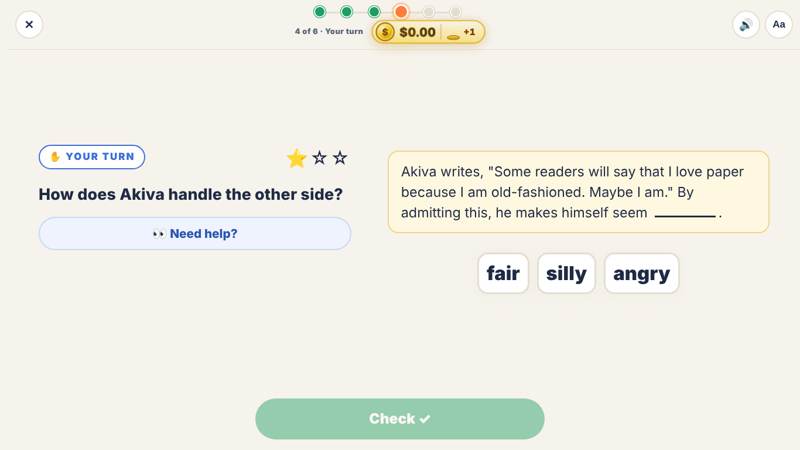 ✕
4 of 6 · Your turn
$ $0.00 +1
Aa
YOUR TURN
How does Akiva handle the other side?
Need help?
Akiva writes, "Some readers will say that I love paper
because I am old-fashioned. Maybe I am." By
admitting this, he makes himself seem ________.
fair silly angry
Check ✓